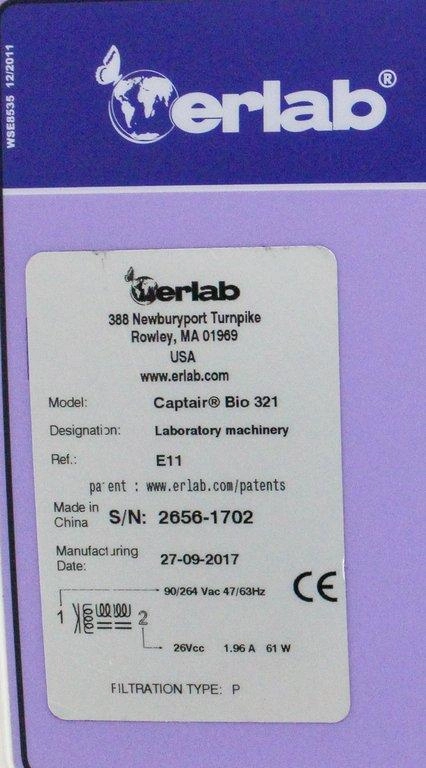 WSE8535 12/2011
erlab®
erlab
388 Newburyport Turnpike
Rowley, MA 01969
USA
www.erlab.com
Model: Captair® Bio 321
Designation: Laboratory machinery
Ref.: E11
patent : www.erlab.com/patents
Made in China S/N: 2656-1702
Manufacturing Date: 27-09-2017
CE
90/264 Vac 47/63Hz
1 2
26Vcc 1.96 A 61 W
FILTRATION TYPE: P